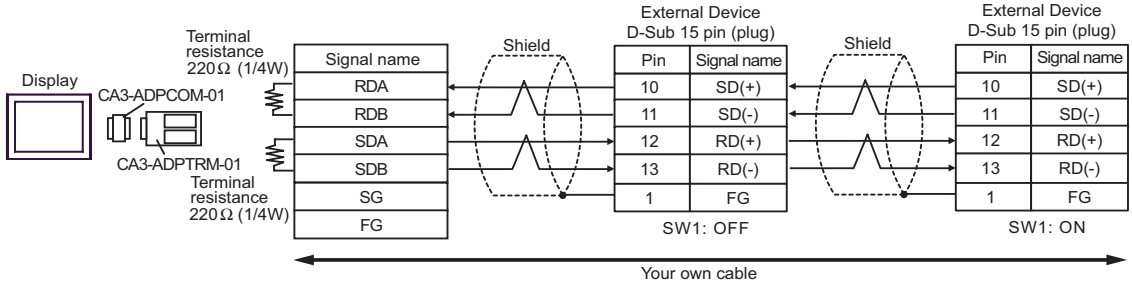 Display
CA3-ADPCOM-01
CA3-ADPTRM-01
Terminal
resistance
220Ω (1/4W)
Terminal
resistance
220Ω (1/4W)
Signal name
RDA
RDB
SDA
SDB
SG
FG
Shield
External Device
D-Sub 15 pin (plug)
Pin Signal name
10 SD(+)
11 SD(-)
12 RD(+)
13 RD(-)
1 FG
SW1: OFF
Shield
External Device
D-Sub 15 pin (plug)
Pin Signal name
10 SD(+)
11 SD(-)
12 RD(+)
13 RD(-)
1 FG
SW1: ON
Your own cable